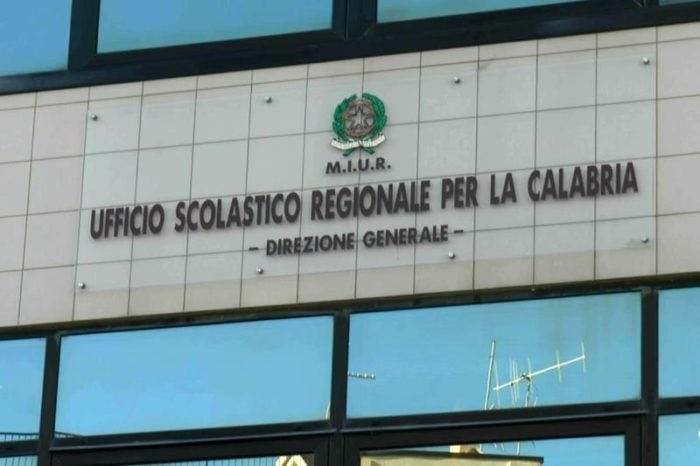 M.I.U.R.
UFFICIO SCOLASTICO REGIONALE PER LA CALABRIA
- DIREZIONE GENERALE -